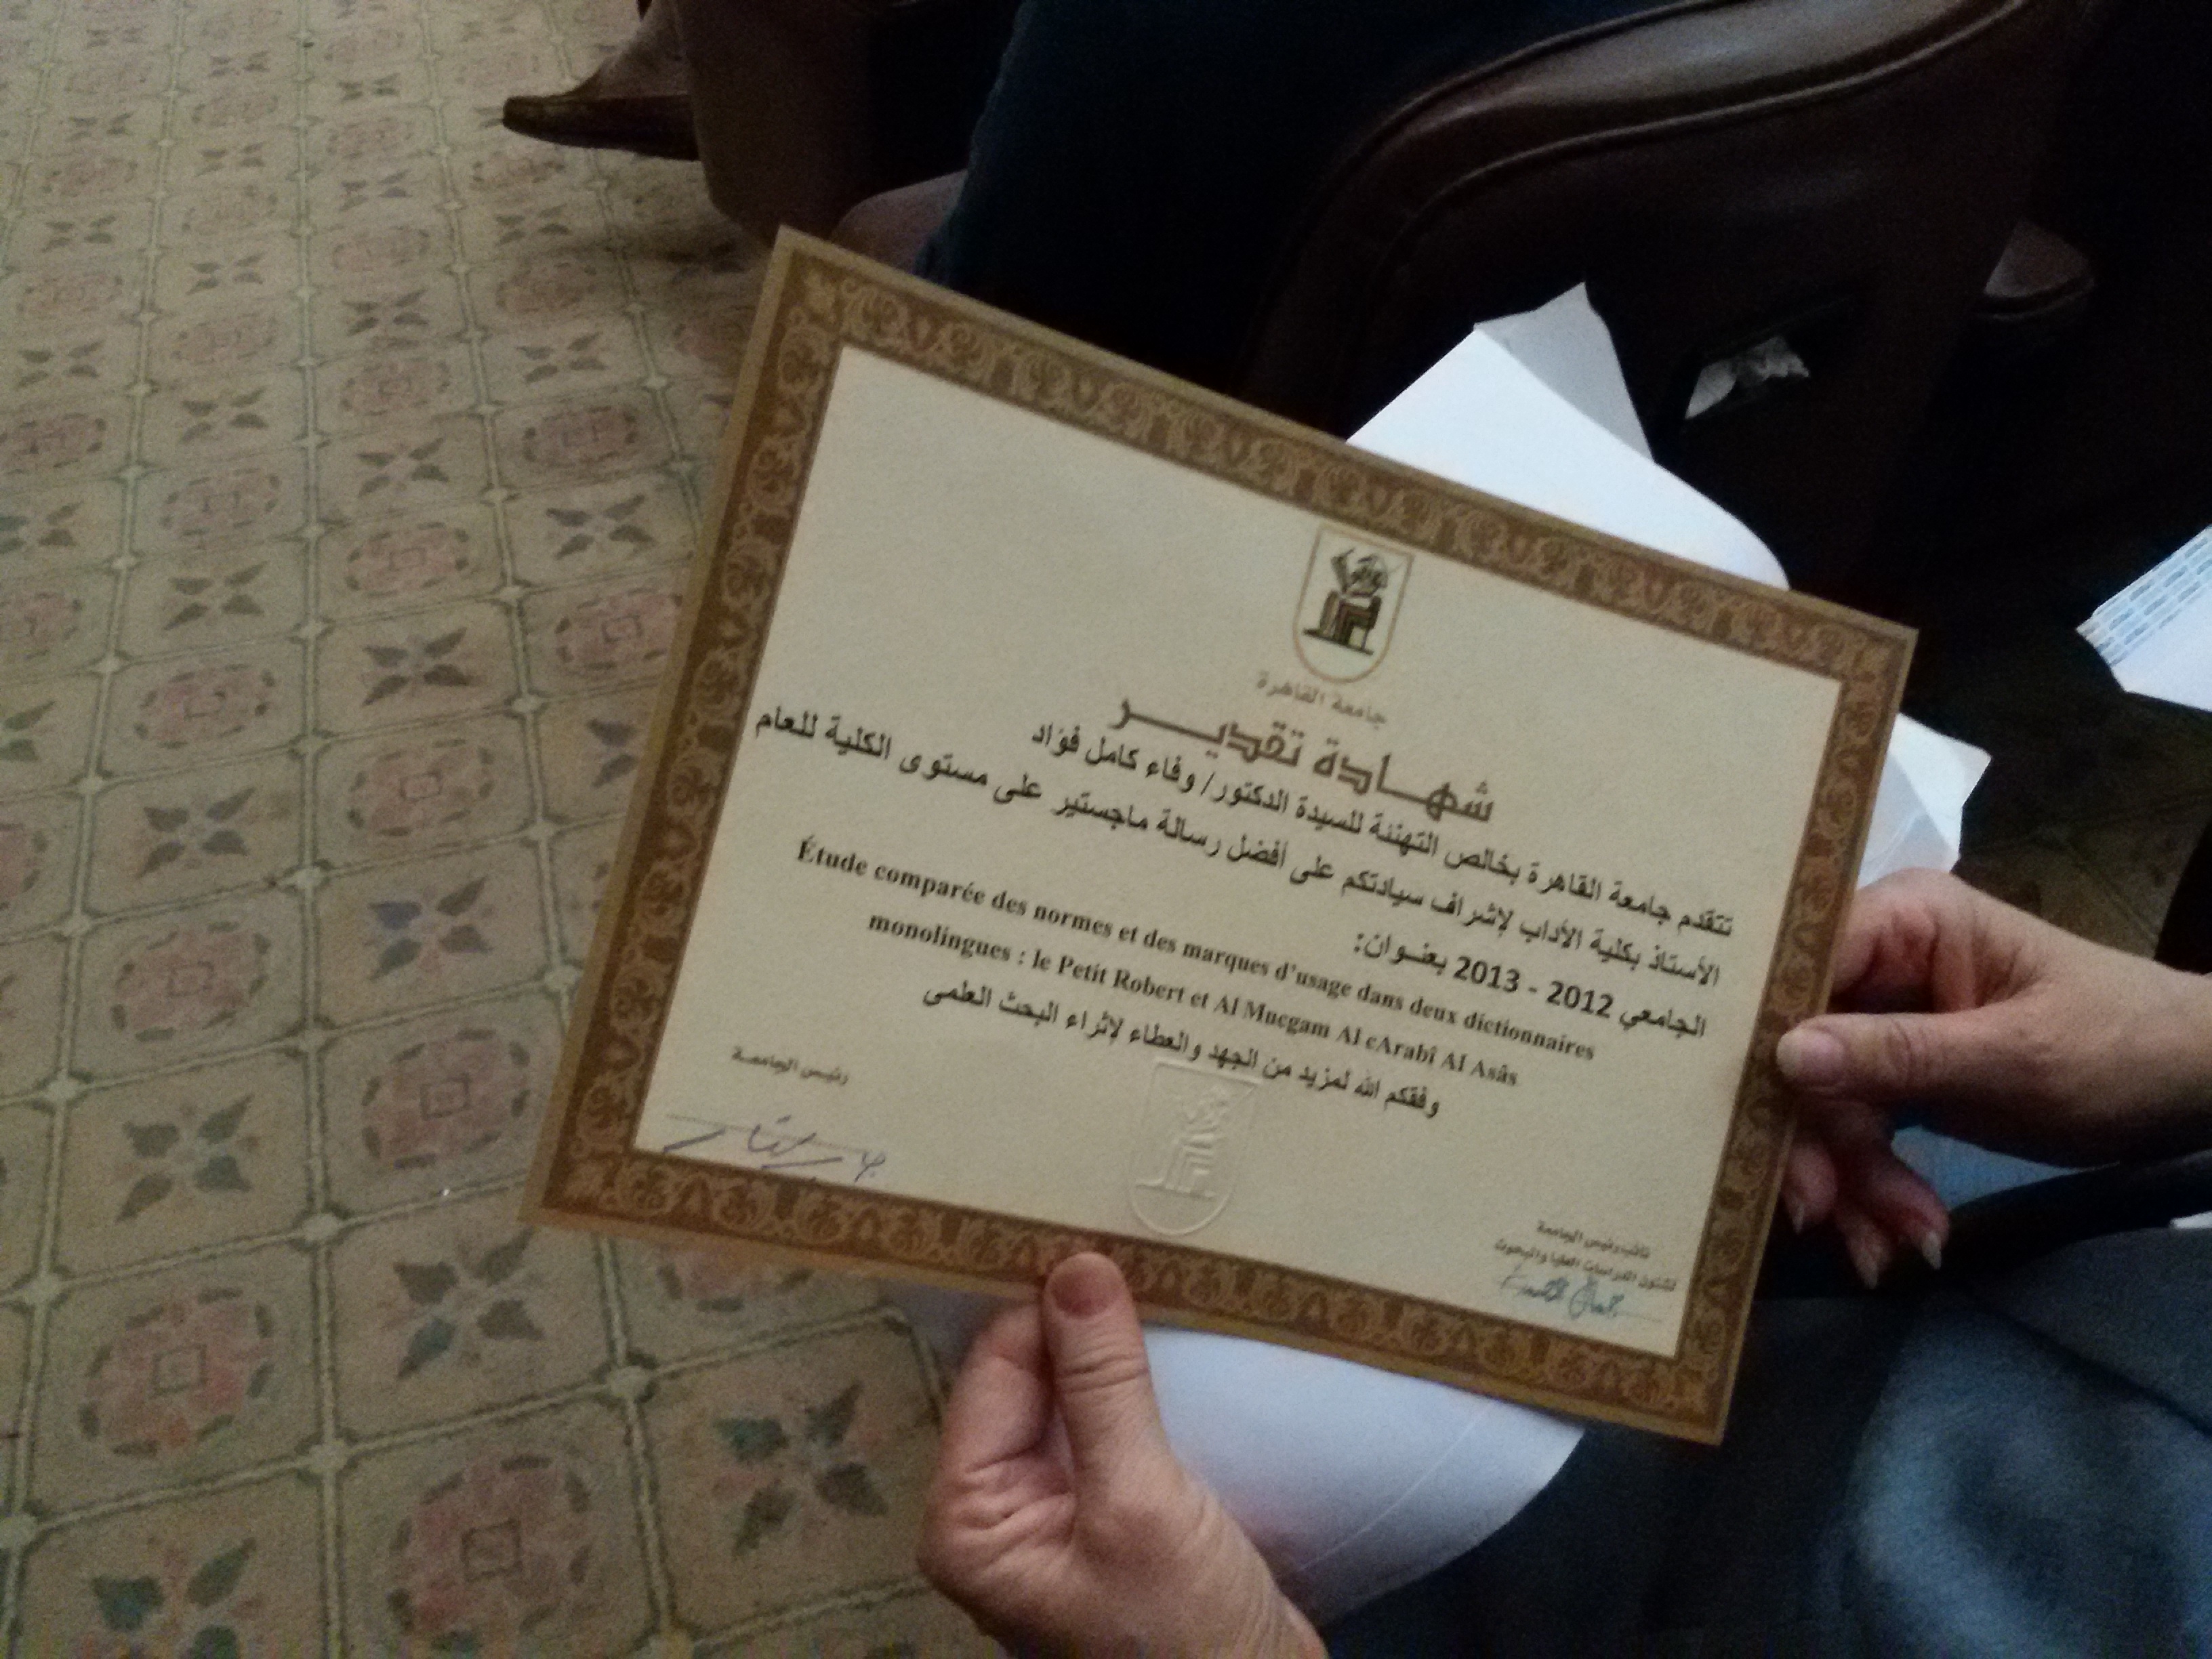 جامعة القاهرة
شهادة تقدير
تتقدم جامعة القاهرة بخالص التهنئة للسيدة الدكتور/ وفاء كامل فؤاد
الأستاذ بكلية الأداب لإشراف سيادتكم على أفضل رسالة ماجستير على مستوى الكلية للعام
الجامعي 2012 - 2013 بعنوان:
Étude comparée des normes et des marques d'usage dans deux dictionnaires
monolingues : le Petit Robert et Al Mucgam Al cArabî Al Asâs
وفقكم الله لمزيد من الجهد والعطاء لإثراء البحث العلمى
رئيس الجامعة
نائب رئيس الجامعة
لشئون الدراسات العليا والبحوث